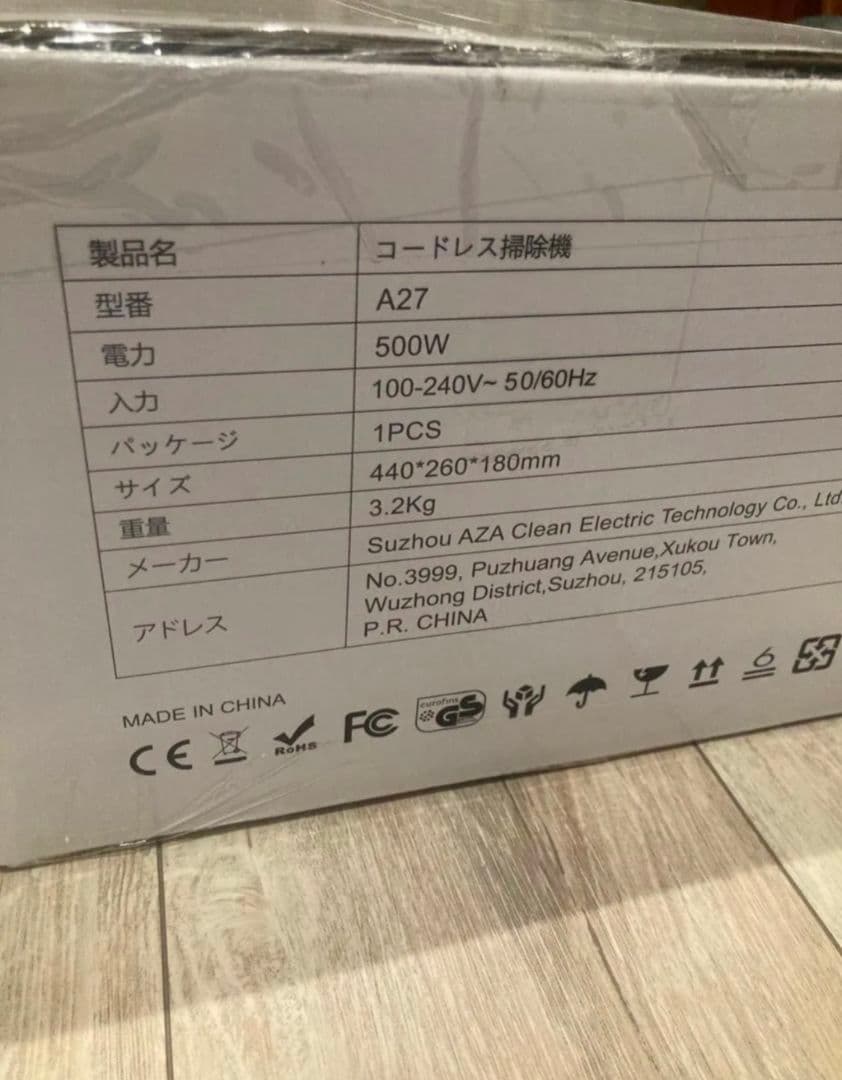 製品名 コードレス掃除機
型番 A27
電力 500W
入力 100-240V~ 50/60Hz
パッケージ 1PCS
サイズ 440*260*180mm
重量 3.2Kg
メーカー Suzhou AZA Clean Electric Technology Co., Ltd
アドレス No.3999, Puzhuang Avenue,Xukou Town,
Wuzhong District,Suzhou, 215105,
P.R. CHINA
MADE IN CHINA
CE RoHS FC eurofins GS 6